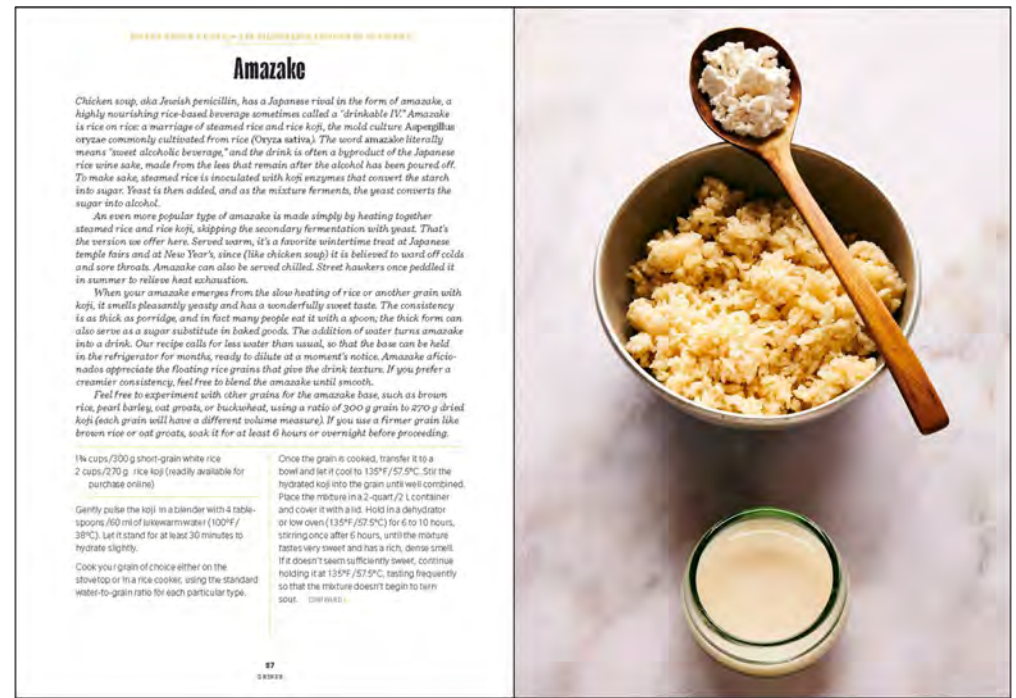 Amazake
Chicken soup, aka Jewish penicillin, has a Japanese rival in the form of amazake, a
highly nourishing rice-based beverage sometimes called a “drinkable IV.” Amazake
is rice on rice: a marriage of steamed rice and rice koji, the mold culture Aspergillus
oryzae commonly cultivated from rice (Oryza sativa). The word amazake literally
means “sweet alcoholic beverage,” and the drink is often a byproduct of the Japanese
rice wine sake, made from the lees that remain after the alcohol has been poured off.
To make sake, steamed rice is inoculated with koji enzymes that convert the starch
into sugar. Yeast is then added, and as the mixture ferments, the yeast converts the
sugar into alcohol.
An even more popular type of amazake is made simply by heating together
steamed rice and rice koji, skipping the secondary fermentation with yeast. That’s
the version we offer here. Served warm, it’s a favorite wintertime treat at Japanese
temple fairs and at New Year’s, since (like chicken soup) it is believed to ward off colds
and sore throats. Amazake can also be served chilled. Street hawkers once peddled it
in summer to relieve heat exhaustion.
When your amazake emerges from the slow heating of rice or another grain with
koji, it smells pleasantly yeasty and has a wonderfully sweet taste. The consistency
is as thick as porridge, and in fact many people eat it with a spoon; the thick form can
also serve as a sugar substitute in baked goods. The addition of water turns amazake
into a drink. Our recipe calls for less water than usual, so that the base can be held
in the refrigerator for months, ready to dilute at a moment’s notice. Amazake aficio-
nados appreciate the floating rice grains that give the drink texture. If you prefer a
creamier consistency, feel free to blend the amazake until smooth.
Feel free to experiment with other grains for the amazake base, such as brown
rice, pearl barley, oat groats, or buckwheat, using a ratio of 300 g grain to 270 g dried
koji (each grain will have a different volume measure). If you use a firmer grain like
brown rice or oat groats, soak it for at least 6 hours or overnight before proceeding.
1¾ cups/300 g short-grain white rice
2 cups/270 g rice koji (readily available for
purchase online)
Gently pulse the koji in a blender with 4 table-
spoons/60 ml of lukewarm water (100°F/
38°C). Let it stand for at least 30 minutes to
hydrate slightly.
Cook your grain of choice either on the
stovetop or in a rice cooker, using the standard
water-to-grain ratio for each particular type.
Once the grain is cooked, transfer it to a
bowl and let it cool to 135°F/57.5°C. Stir the
hydrated koji into the grain until well combined.
Place the mixture in a 2-quart/2 L container
and cover it with a lid. Hold in a dehydrator
or low oven (135°F/57.5°C) for 6 to 10 hours,
stirring once after 6 hours, until the mixture
tastes very sweet and has a rich, dense smell.
If it doesn’t seem sufficiently sweet, continue
holding it at 135°F/57.5°C, tasting frequently
so that the mixture doesn’t begin to turn
sour.